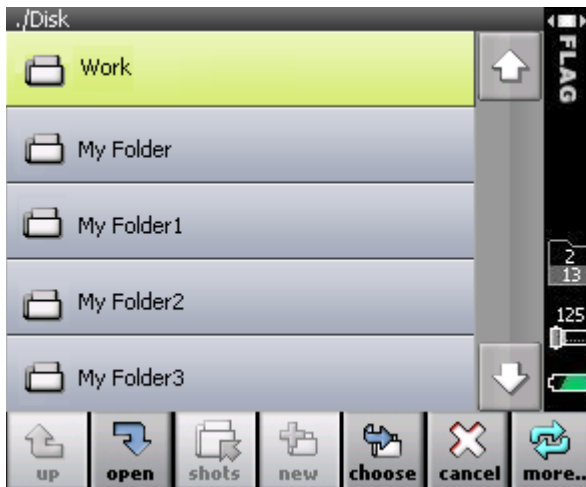 ./Disk
Work
My Folder
My Folder1
My Folder2
My Folder3
FLAG
2
13
125
up open shots new choose cancel more..